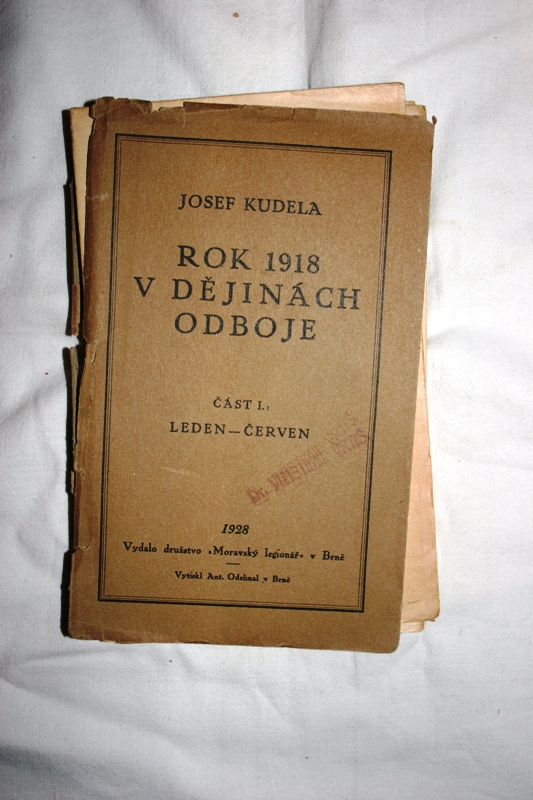 JOSEF KUDELA
ROK 1918
V DĚJINÁCH
ODBOJE
ČÁST I.:
LEDEN—ČERVEN
Dr.
1928
Vydalo družstvo »Moravský legionář« v Brně
Vytiskl Ant. Odehnal v Brně